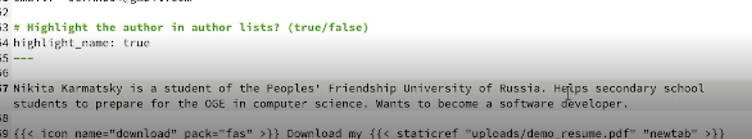 53 # Highlight the author in author lists? (true/false)
54 highlight_name: true
55 ---
56
57 Nikita Karmatsky is a student of the Peoples' Friendship University of Russia. Helps secondary school
students to prepare for the OGE in computer science. Wants to become a software developer.
58
59 {{< icon name="download" pack="fas" >}} Download my {{< staticref "uploads/demo_resume.pdf" "newtab" >}}